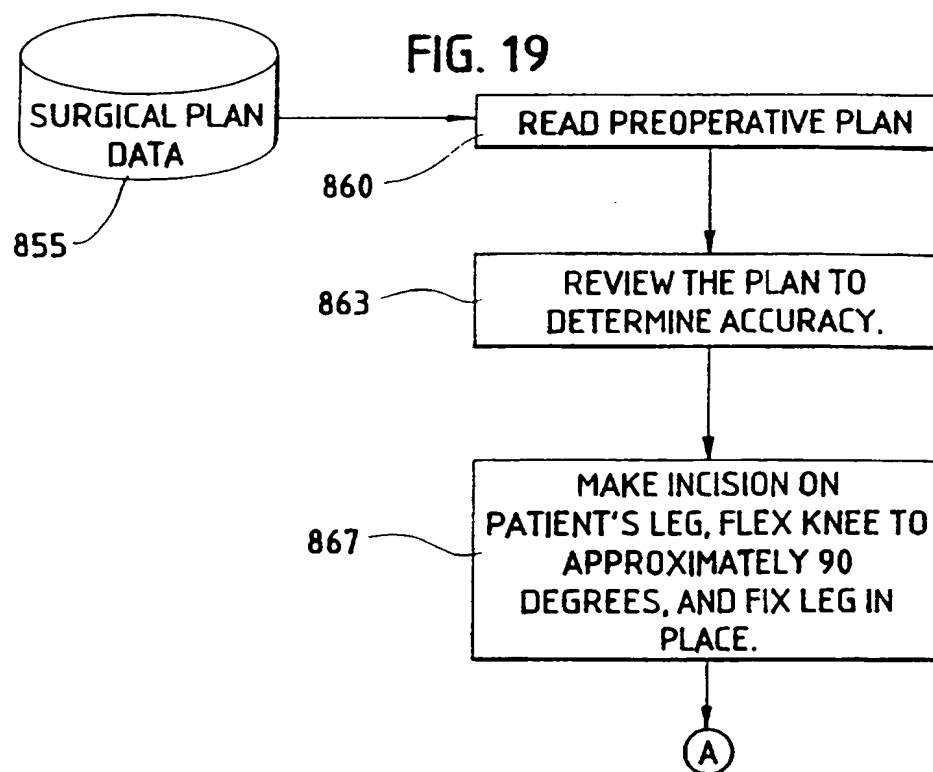 FIG. 19
SURGICAL PLAN
DATA
855
READ PREOPERATIVE PLAN
860
REVIEW THE PLAN TO
DETERMINE ACCURACY.
863
MAKE INCISION ON
PATIENT'S LEG, FLEX KNEE TO
APPROXIMATELY 90
DEGREES, AND FIX LEG IN
PLACE.
867
A